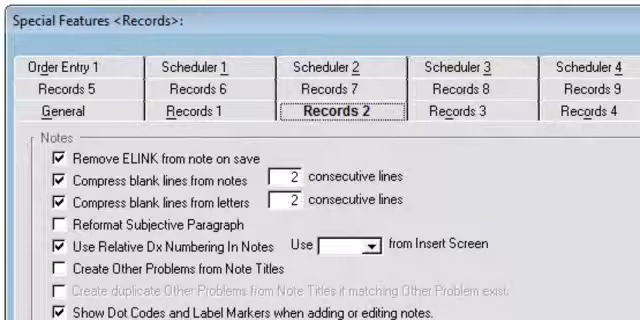 Special Features <Records>:
Order Entry 1 Scheduler 1 Scheduler 2 Scheduler 3 Scheduler 4
Records 5 Records 6 Records 7 Records 8 Records 9
General Records 1 Records 2 Records 3 Records 4
Notes
Remove ELINK from note on save
Compress blank lines from notes 2 consecutive lines
Compress blank lines from letters 2 consecutive lines
Reformat Subjective Paragraph
Use Relative Dx Numbering In Notes Use from Insert Screen
Create Other Problems from Note Titles
Create duplicate Other Problems from Note Titles if matching Other Problem exist.
Show Dot Codes and Label Markers when adding or editing notes.